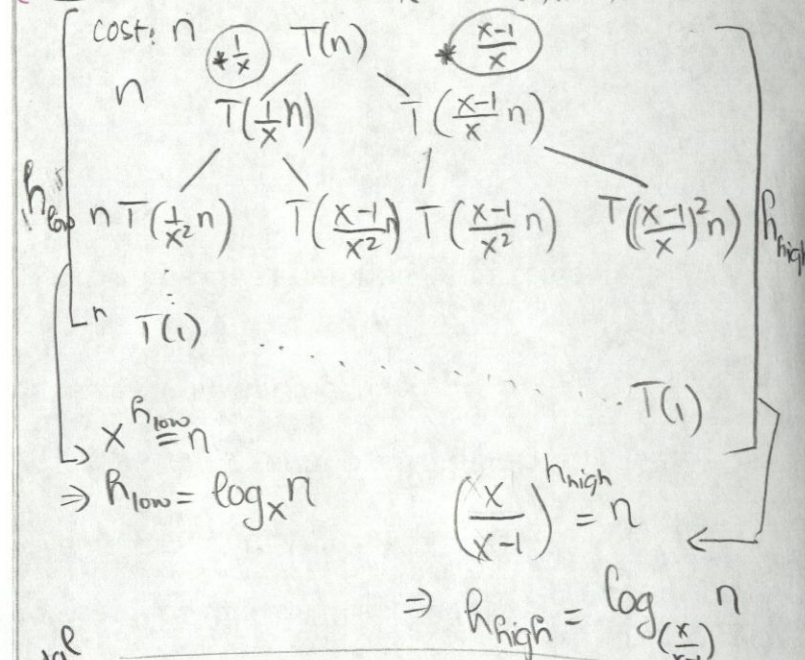 cost: n *1/x T(n) * x-1/x
n T(1/x n) T(x-1/x n)
h_low n T(1/x² n) T(x-1/x² n) T(x-1/x² n) T((x-1/x)² n) h_high
n T(1)
T(1)
x^h_low = n
⇒ h_low = log_x n
(x/x-1)^h_high = n
⇒ h_high = log_(x/x-1) n